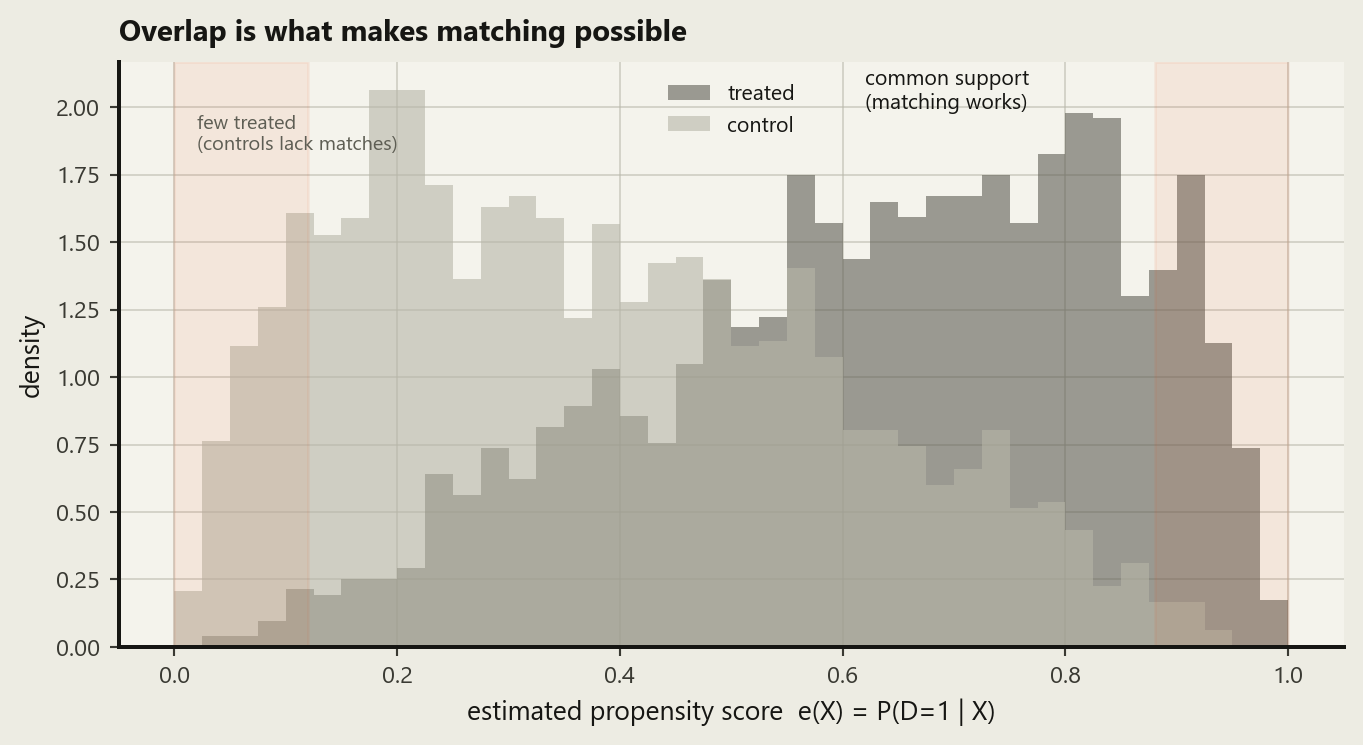 Overlap is what makes matching possible
few treated
(controls lack matches)
treated
control
common support
(matching works)
density
2.00
1.75
1.50
1.25
1.00
0.75
0.50
0.25
0.00
0.0
0.2
0.4
0.6
0.8
1.0
estimated propensity score e(X) = P(D=1 | X)